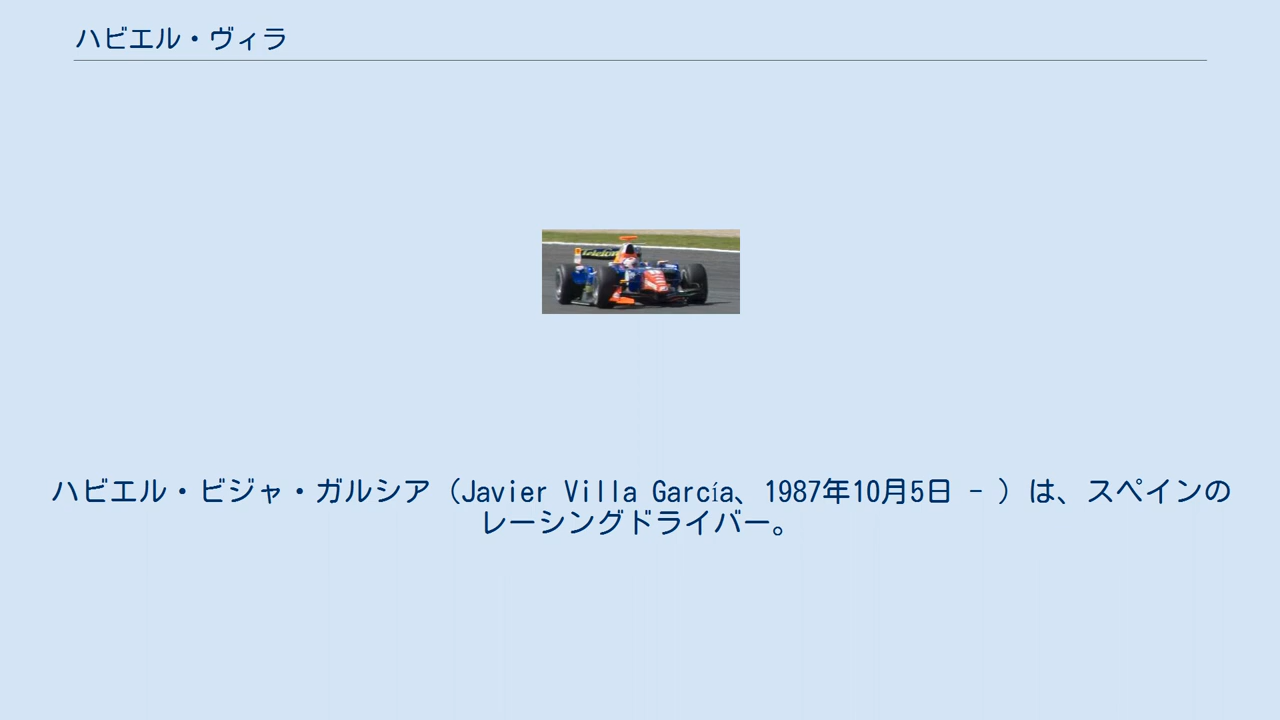 ハビエル・ヴィラ
ハビエル・ビジャ・ガルシア（Javier Villa García、1987年10月5日 - ）は、スペインの
レーシングドライバー。